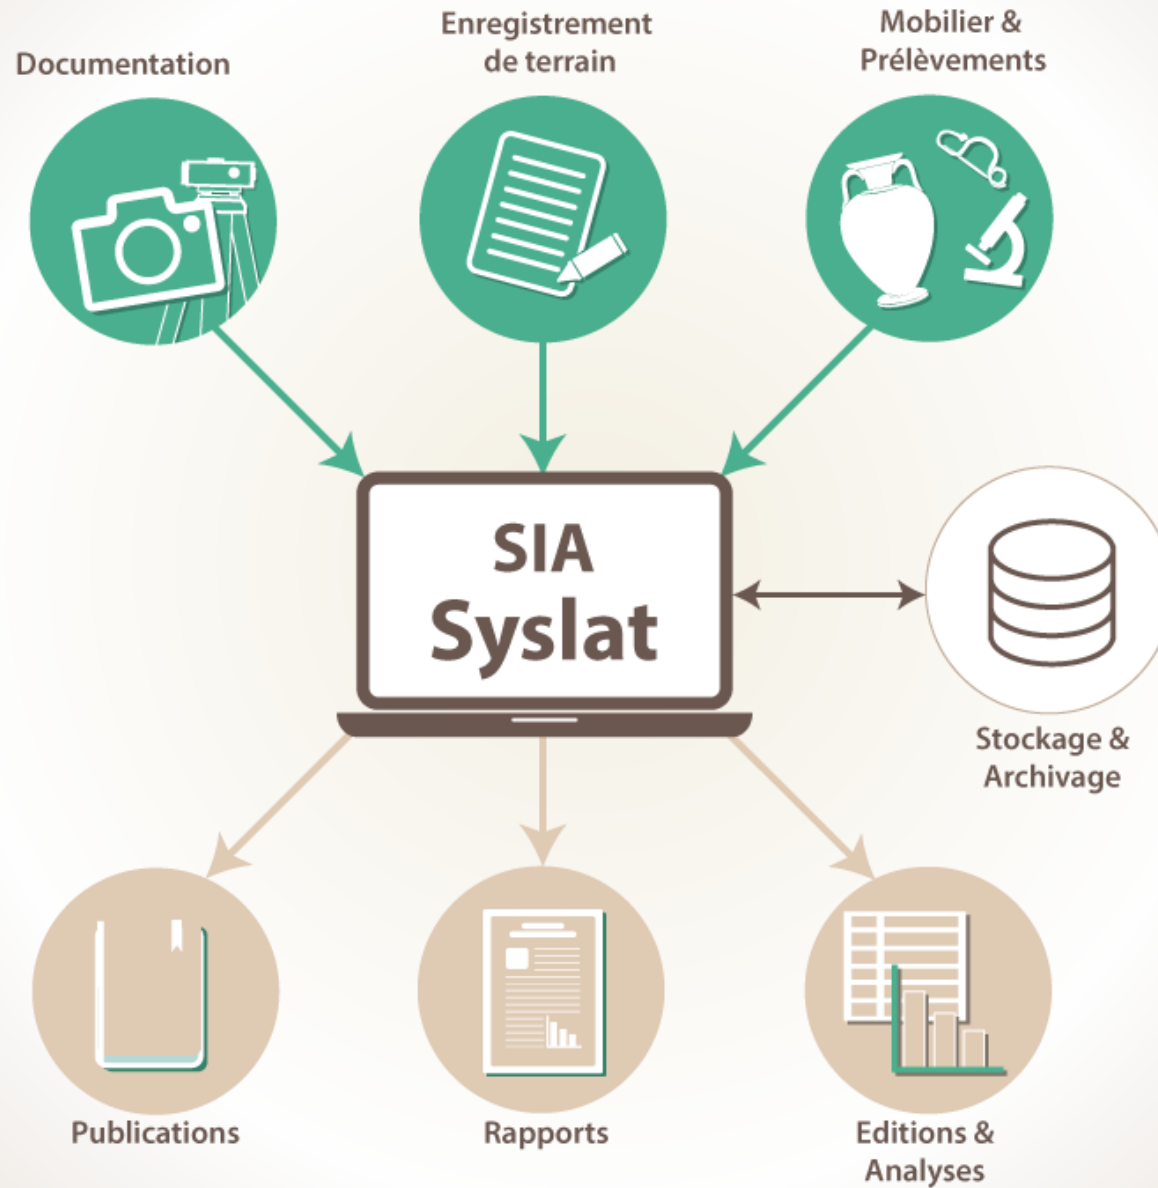 Documentation
Enregistrement
de terrain
Mobilier &
Prélèvements
SIA
Syslat
Stockage &
Archivage
Publications
Rapports
Editions &
Analyses